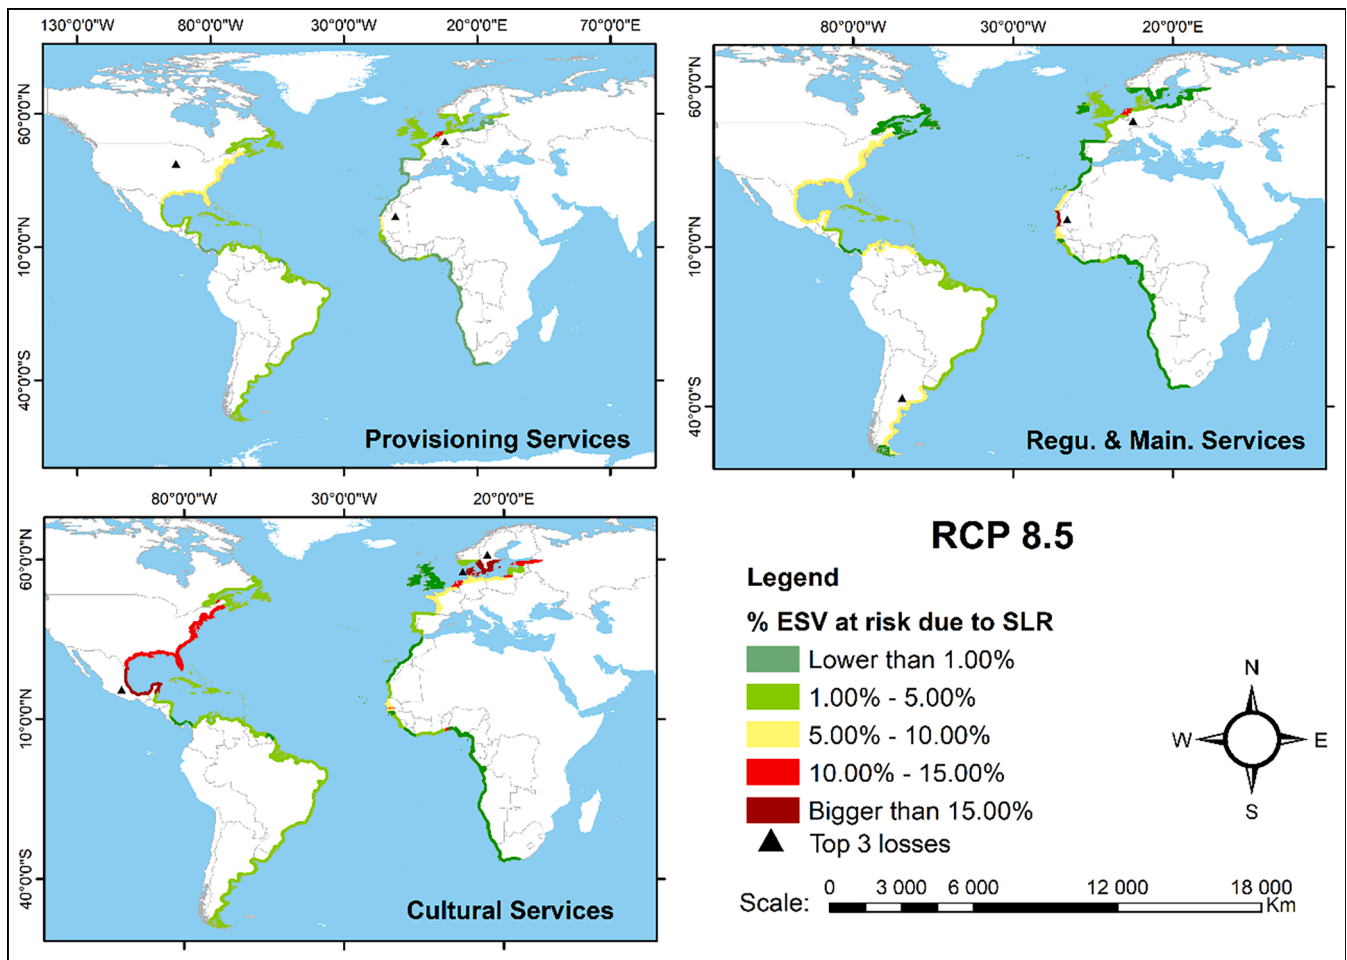 130°0'0"W 80°0'0"W 30°0'0"W 20°0'0"E 70°0'0"E
60°0'0"N
10°0'0"N
40°0'0"S
Provisioning Services
80°0'0"W 30°0'0"W 20°0'0"E
60°0'0"N
10°0'0"N
40°0'0"S
Regu. & Main. Services
80°0'0"W 30°0'0"W 20°0'0"E
60°0'0"N
10°0'0"N
40°0'0"S
Cultural Services
RCP 8.5
Legend
% ESV at risk due to SLR
Lower than 1.00%
1.00% - 5.00%
5.00% - 10.00%
10.00% - 15.00%
Bigger than 15.00%
Top 3 losses
N
W E
S
Scale: 0 3 000 6 000 12 000 18 000
Km